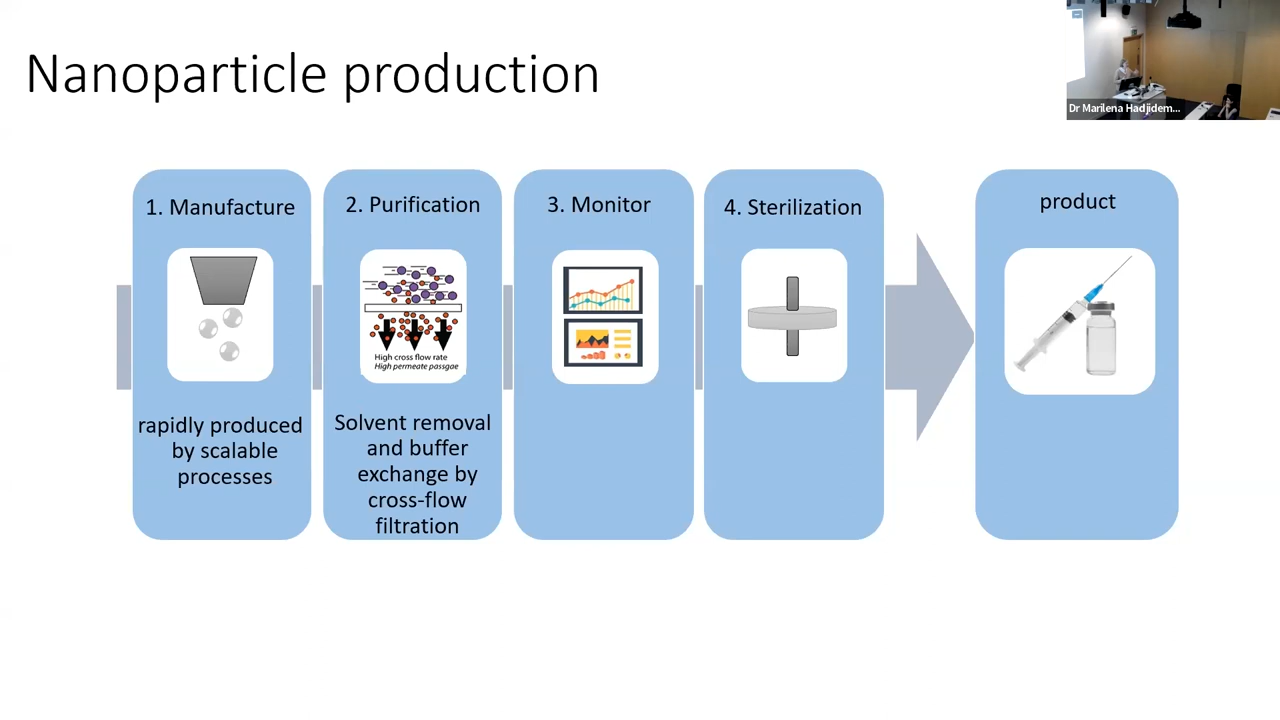 Nanoparticle production
Dr Marilena Hadjidem...
1. Manufacture
rapidly produced
by scalable
processes
2. Purification
High cross flow rate
High permeate passgae
Solvent removal
and buffer
exchange by
cross-flow
filtration
3. Monitor
4. Sterilization
product